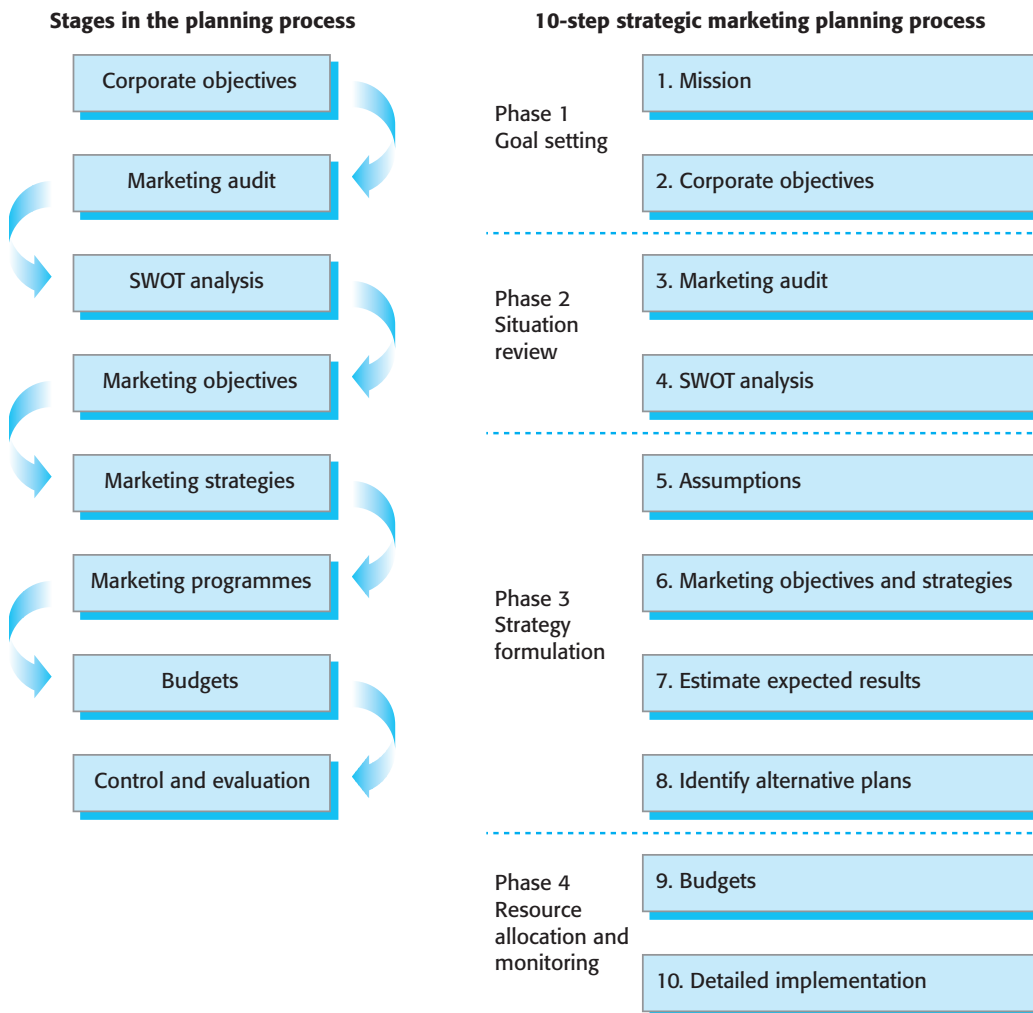 Stages in the planning process
Corporate objectives
Marketing audit
SWOT analysis
Marketing objectives
Marketing strategies
Marketing programmes
Budgets
Control and evaluation
10-step strategic marketing planning process
Phase 1
Goal setting
1. Mission
2. Corporate objectives
Phase 2
Situation
review
3. Marketing audit
4. SWOT analysis
Phase 3
Strategy
formulation
5. Assumptions
6. Marketing objectives and strategies
7. Estimate expected results
8. Identify alternative plans
Phase 4
Resource
allocation and
monitoring
9. Budgets
10. Detailed implementation